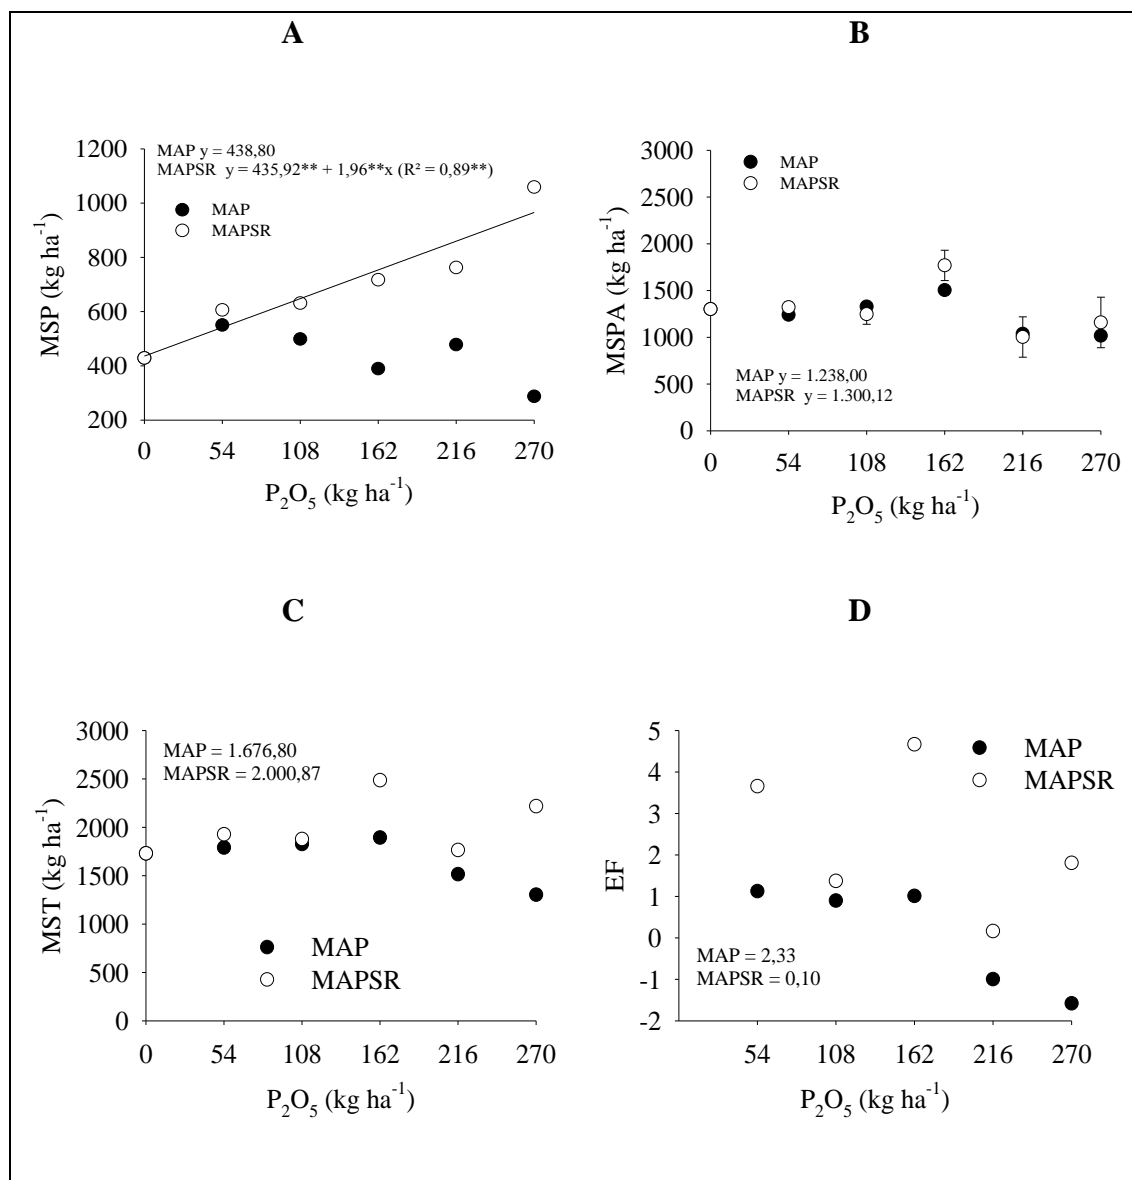 A
MSP (kg ha-1)
1200
1000
800
600
400
200
MAP y = 438,80
MAPSR y = 435,92** + 1,96**x (R² = 0,89**)
MAP
MAPSR
0 54 108 162 216 270
P2O5 (kg ha-1)
B
MSPA (kg ha-1)
3000
2500
2000
1500
1000
500
0
MAP
MAPSR
MAP y = 1.238,00
MAPSR y = 1.300,12
0 54 108 162 216 270
P2O5 (kg ha-1)
C
MST (kg ha-1)
3000
2500
2000
1500
1000
500
0
MAP = 1.676,80
MAPSR = 2.000,87
MAP
MAPSR
0 54 108 162 216 270
P2O5 (kg ha-1)
D
EF
5
4
3
2
1
0
-1
-2
MAP
MAPSR
MAP = 2,33
MAPSR = 0,10
54 108 162 216 270
P2O5 (kg ha-1)